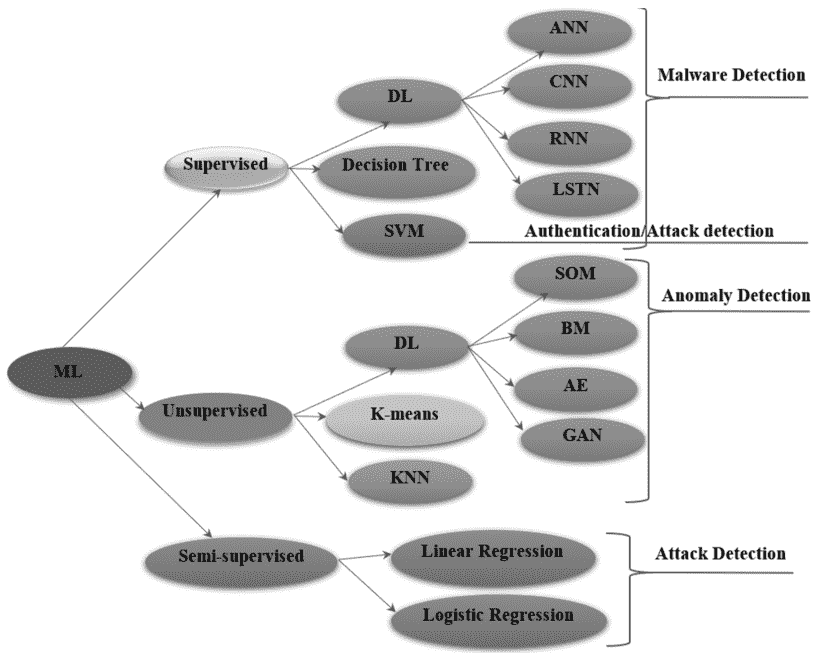 ANN
Malware Detection
CNN
DL
RNN
Supervised
Decision Tree
LSTN
SVM
Authentication/Attack detection
SOM
Anomaly Detection
BM
DL
ML
AE
Unsupervised
K-means
GAN
KNN
Semi-supervised
Linear Regression
Attack Detection
Logistic Regression